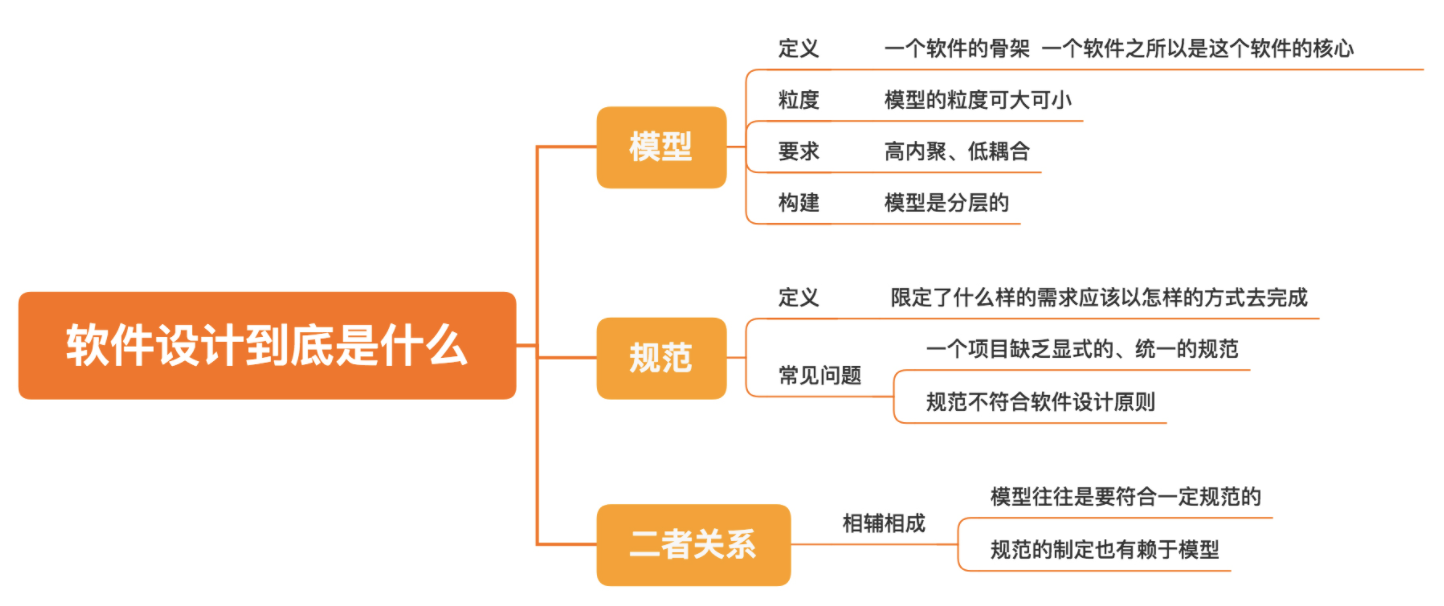 软件设计到底是什么
模型
定义 一个软件的骨架 一个软件之所以是这个软件的核心
粒度 模型的粒度可大可小
要求 高内聚、低耦合
构建 模型是分层的
规范
定义 限定了什么样的需求应该以怎样的方式去完成
常见问题
一个项目缺乏显式的、统一的规范
规范不符合软件设计原则
二者关系
相辅相成
模型往往是要符合一定规范的
规范的制定也有赖于模型